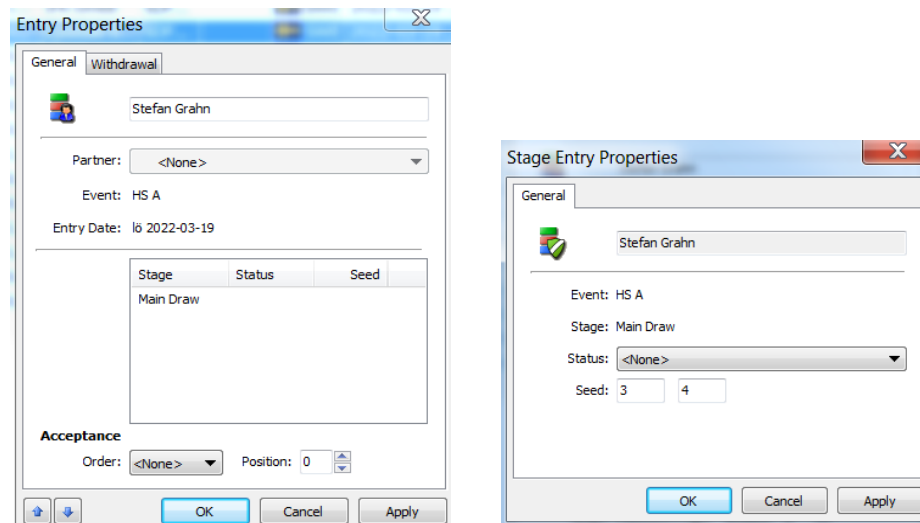 Entry Properties
General Withdrawal
Stefan Grahn
Partner: <None>
Event: HS A
Entry Date: lö 2022-03-19
Stage Status Seed
Main Draw
Acceptance
Order: <None> Position: 0
OK Cancel Apply
Stage Entry Properties
General
Stefan Grahn
Event: HS A
Stage: Main Draw
Status: <None>
Seed: 3 4
OK Cancel Apply